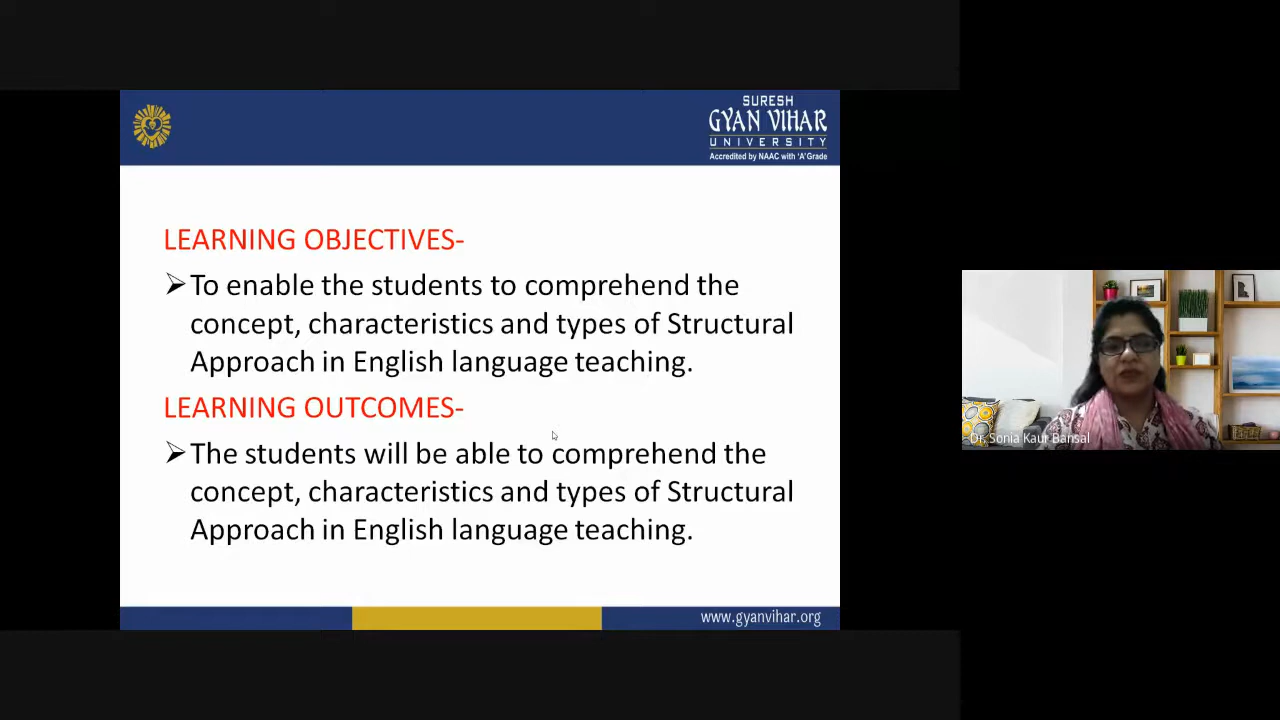 SURESH
GYAN VIHAR
UNIVERSITY
Accredited by NAAC with 'A' Grade
LEARNING OBJECTIVES-
To enable the students to comprehend the
concept, characteristics and types of Structural
Approach in English language teaching.
LEARNING OUTCOMES-
The students will be able to comprehend the
concept, characteristics and types of Structural
Approach in English language teaching.
www.gyanvihar.org
Dr. Sonia Kaur Bansal